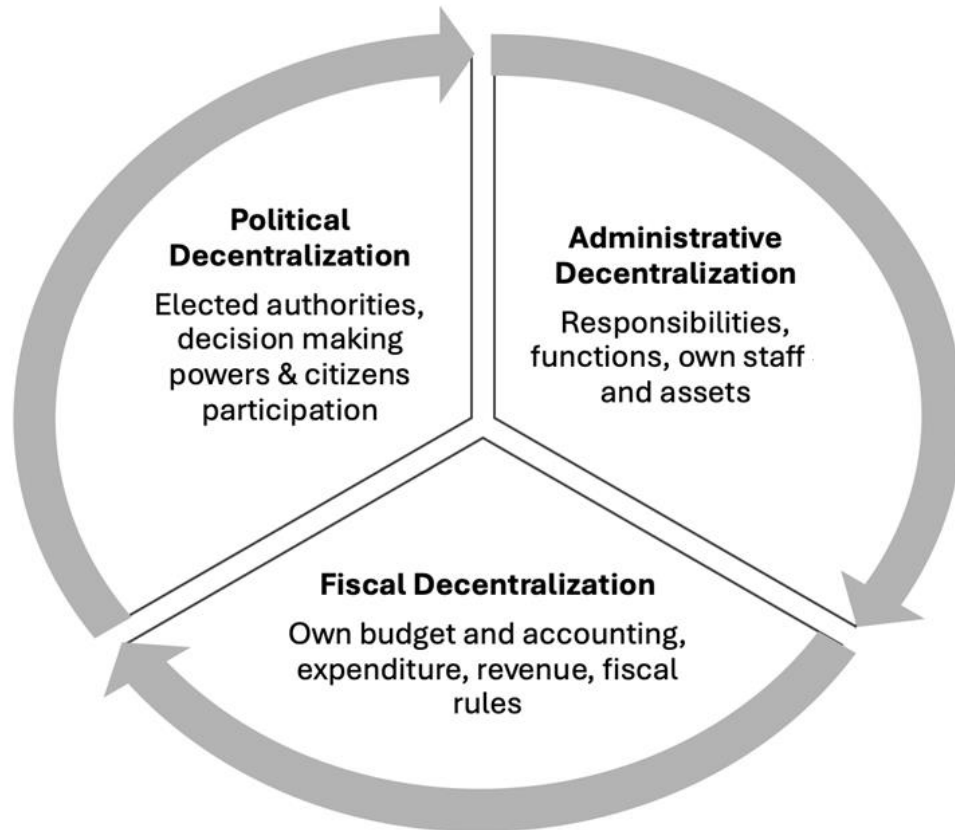 Political
Decentralization
Elected authorities,
decision making
powers & citizens
participation
Administrative
Decentralization
Responsibilities,
functions, own staff
and assets
Fiscal Decentralization
Own budget and accounting,
expenditure, revenue, fiscal
rules